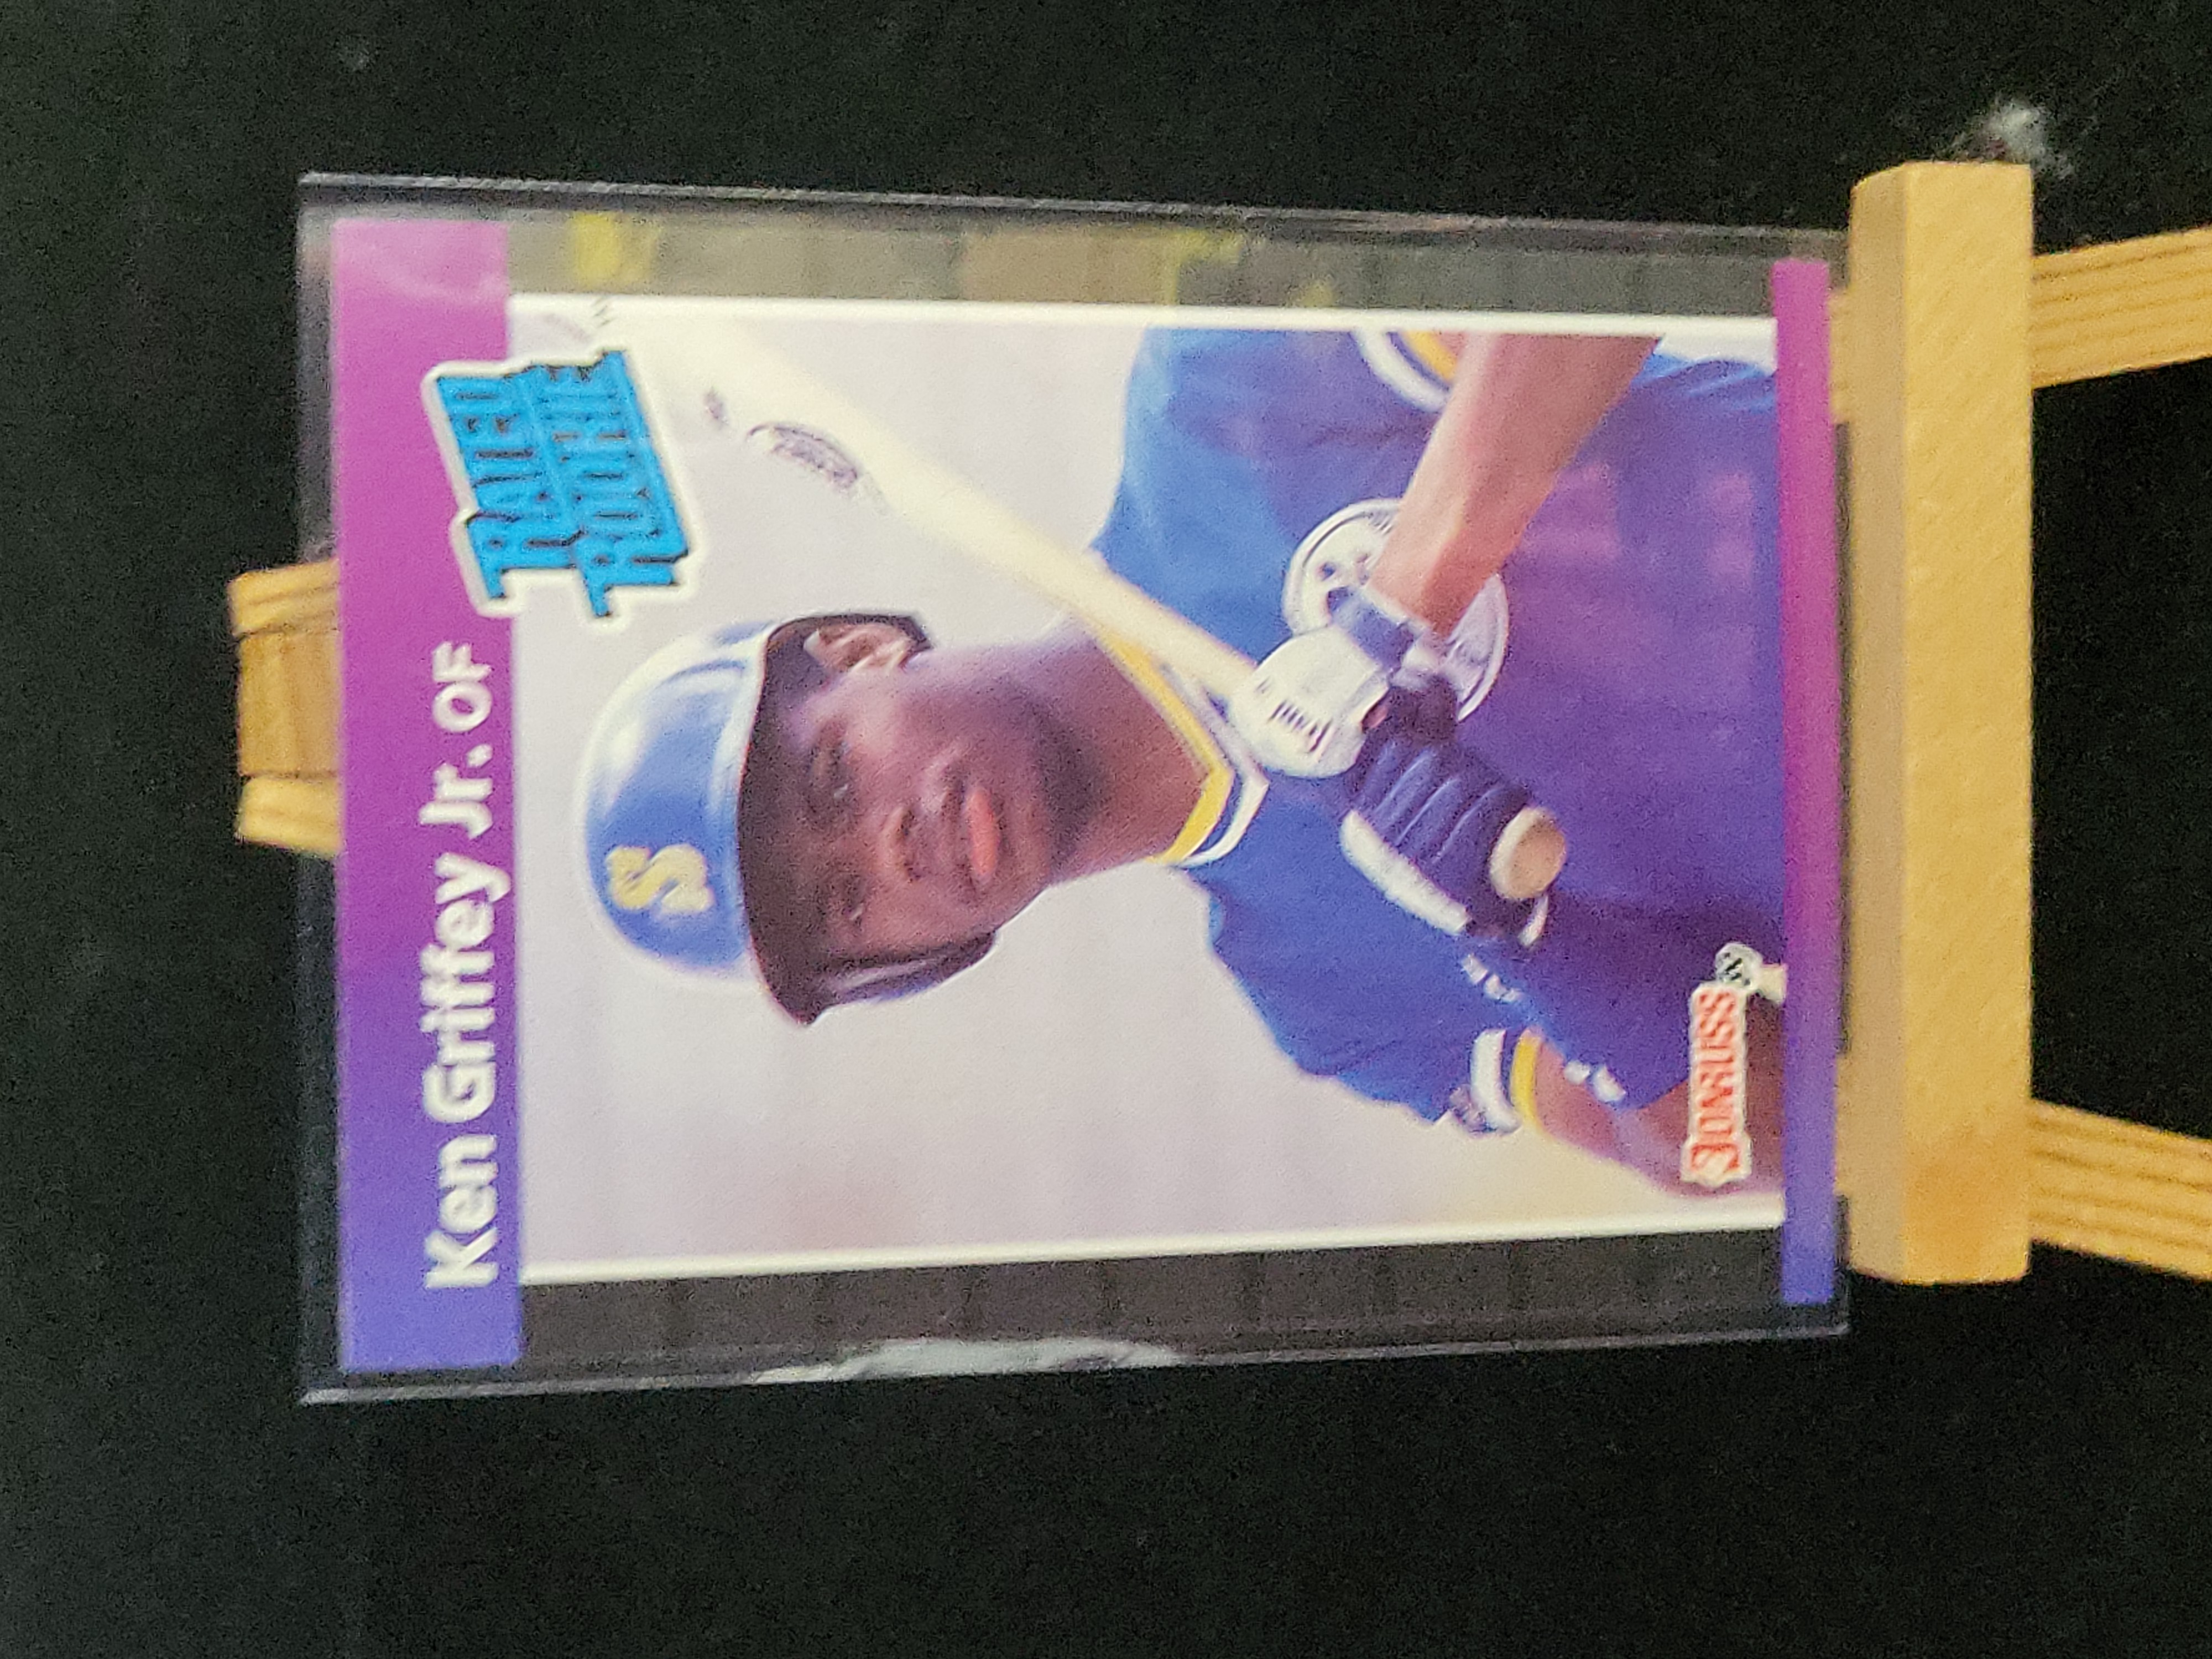 Ken Griffey Jr. OF
RATED
ROOKIE
S
DONRUSS